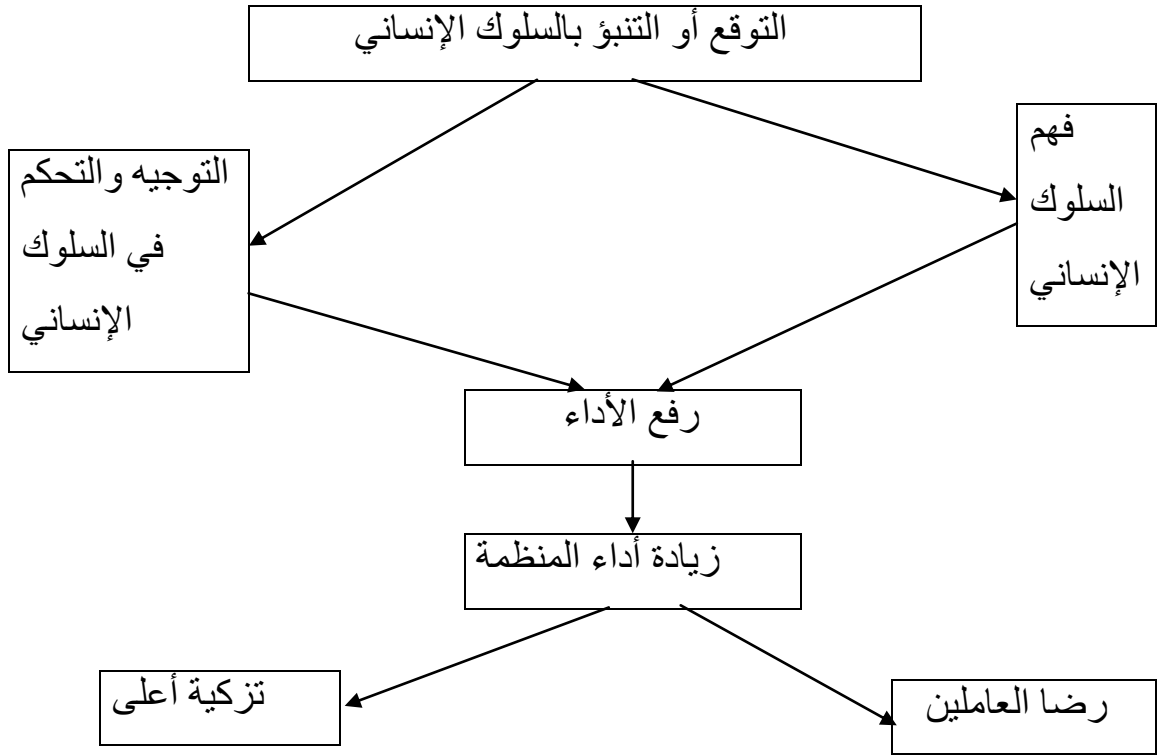 التوقع أو التنبؤ بالسلوك الإنساني
فهم
السلوك
الإنساني
التوجيه والتحكم
في السلوك
الإنساني
رفع الأداء
زيادة أداء المنظمة
رضا العاملين
تزكية أعلى